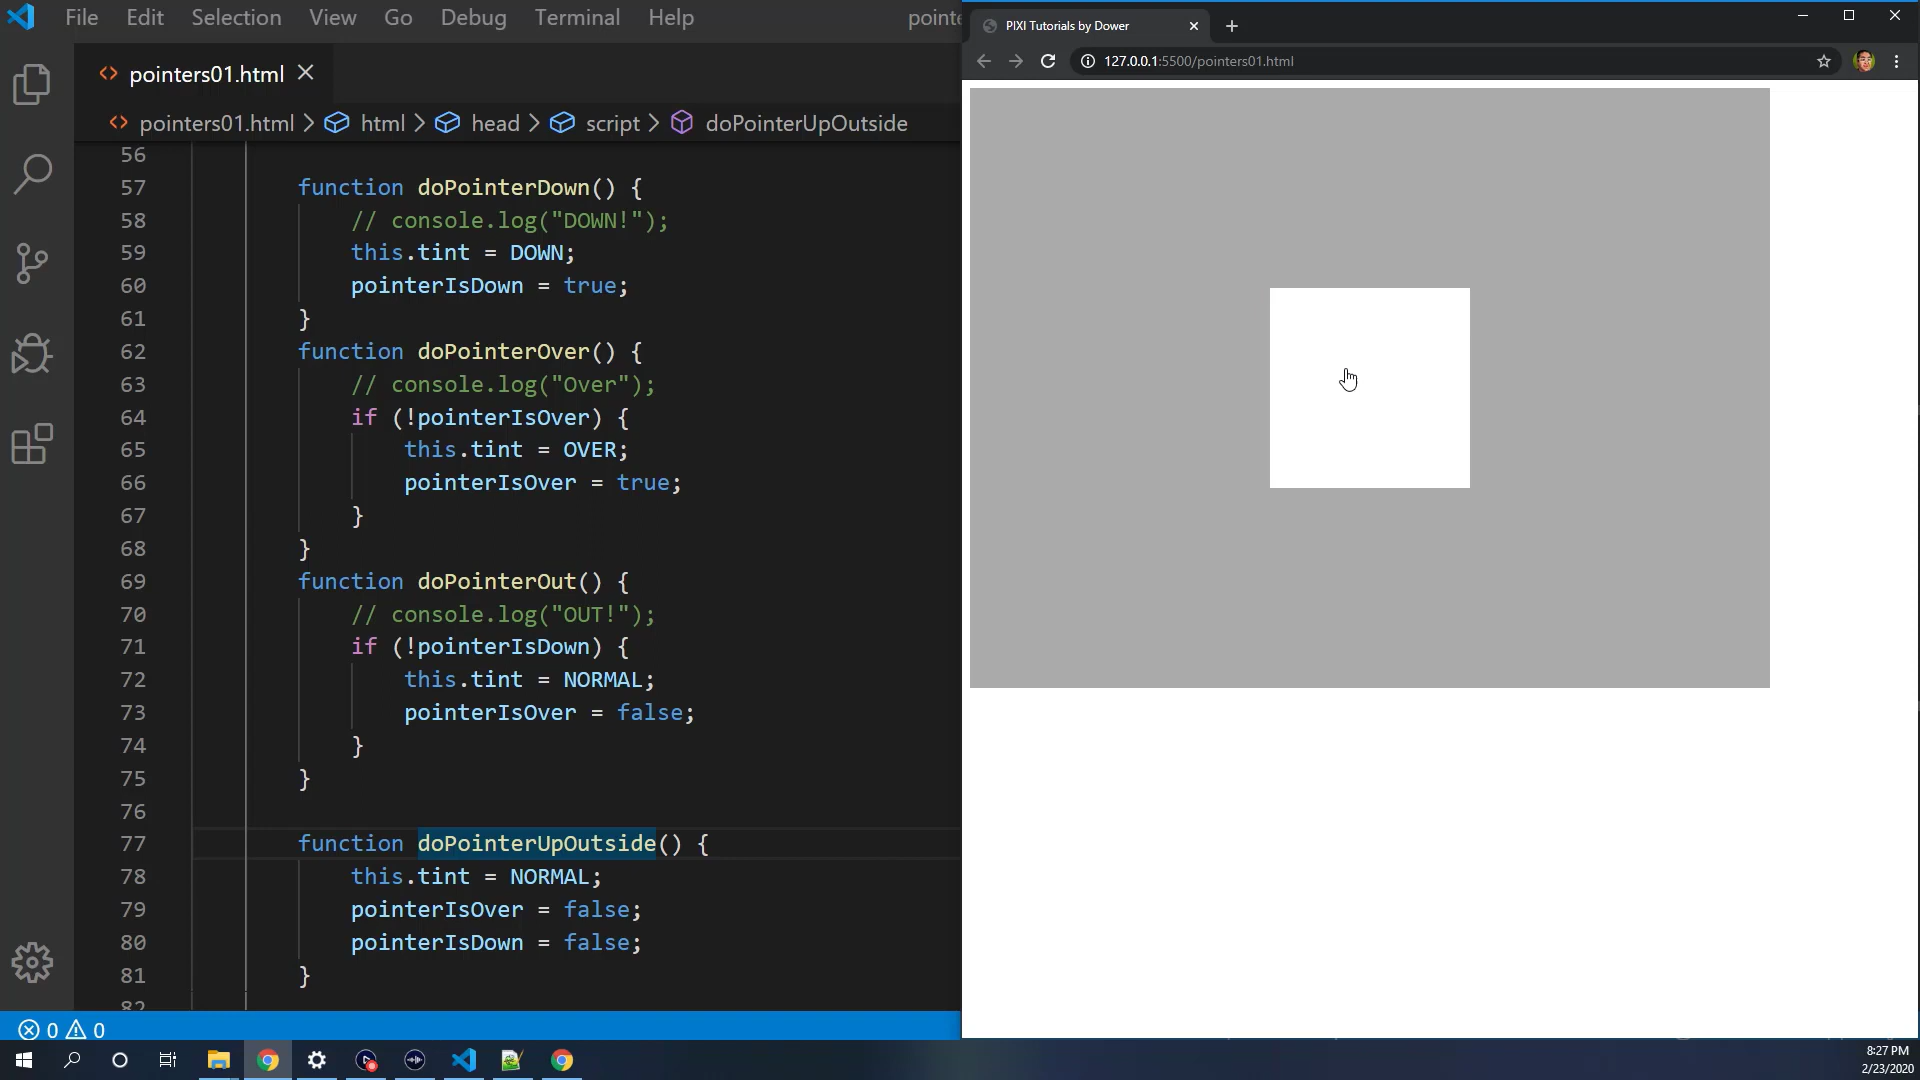 File Edit Selection View Go Debug Terminal Help pointe
pointers01.html
pointers01.html > html > head > script > doPointerUpOutside
56
57 function doPointerDown() {
58 // console.log("DOWN!");
59 this.tint = DOWN;
60 pointerIsDown = true;
61 }
62 function doPointerOver() {
63 // console.log("Over");
64 if (!pointerIsOver) {
65 this.tint = OVER;
66 pointerIsOver = true;
67 }
68 }
69 function doPointerOut() {
70 // console.log("OUT!");
71 if (!pointerIsDown) {
72 this.tint = NORMAL;
73 pointerIsOver = false;
74 }
75 }
76
77 function doPointerUpOutside() {
78 this.tint = NORMAL;
79 pointerIsOver = false;
80 pointerIsDown = false;
81 }
82
0 0
PIXI Tutorials by Dower
127.0.0.1:5500/pointers01.html
8:27 PM
2/23/2020